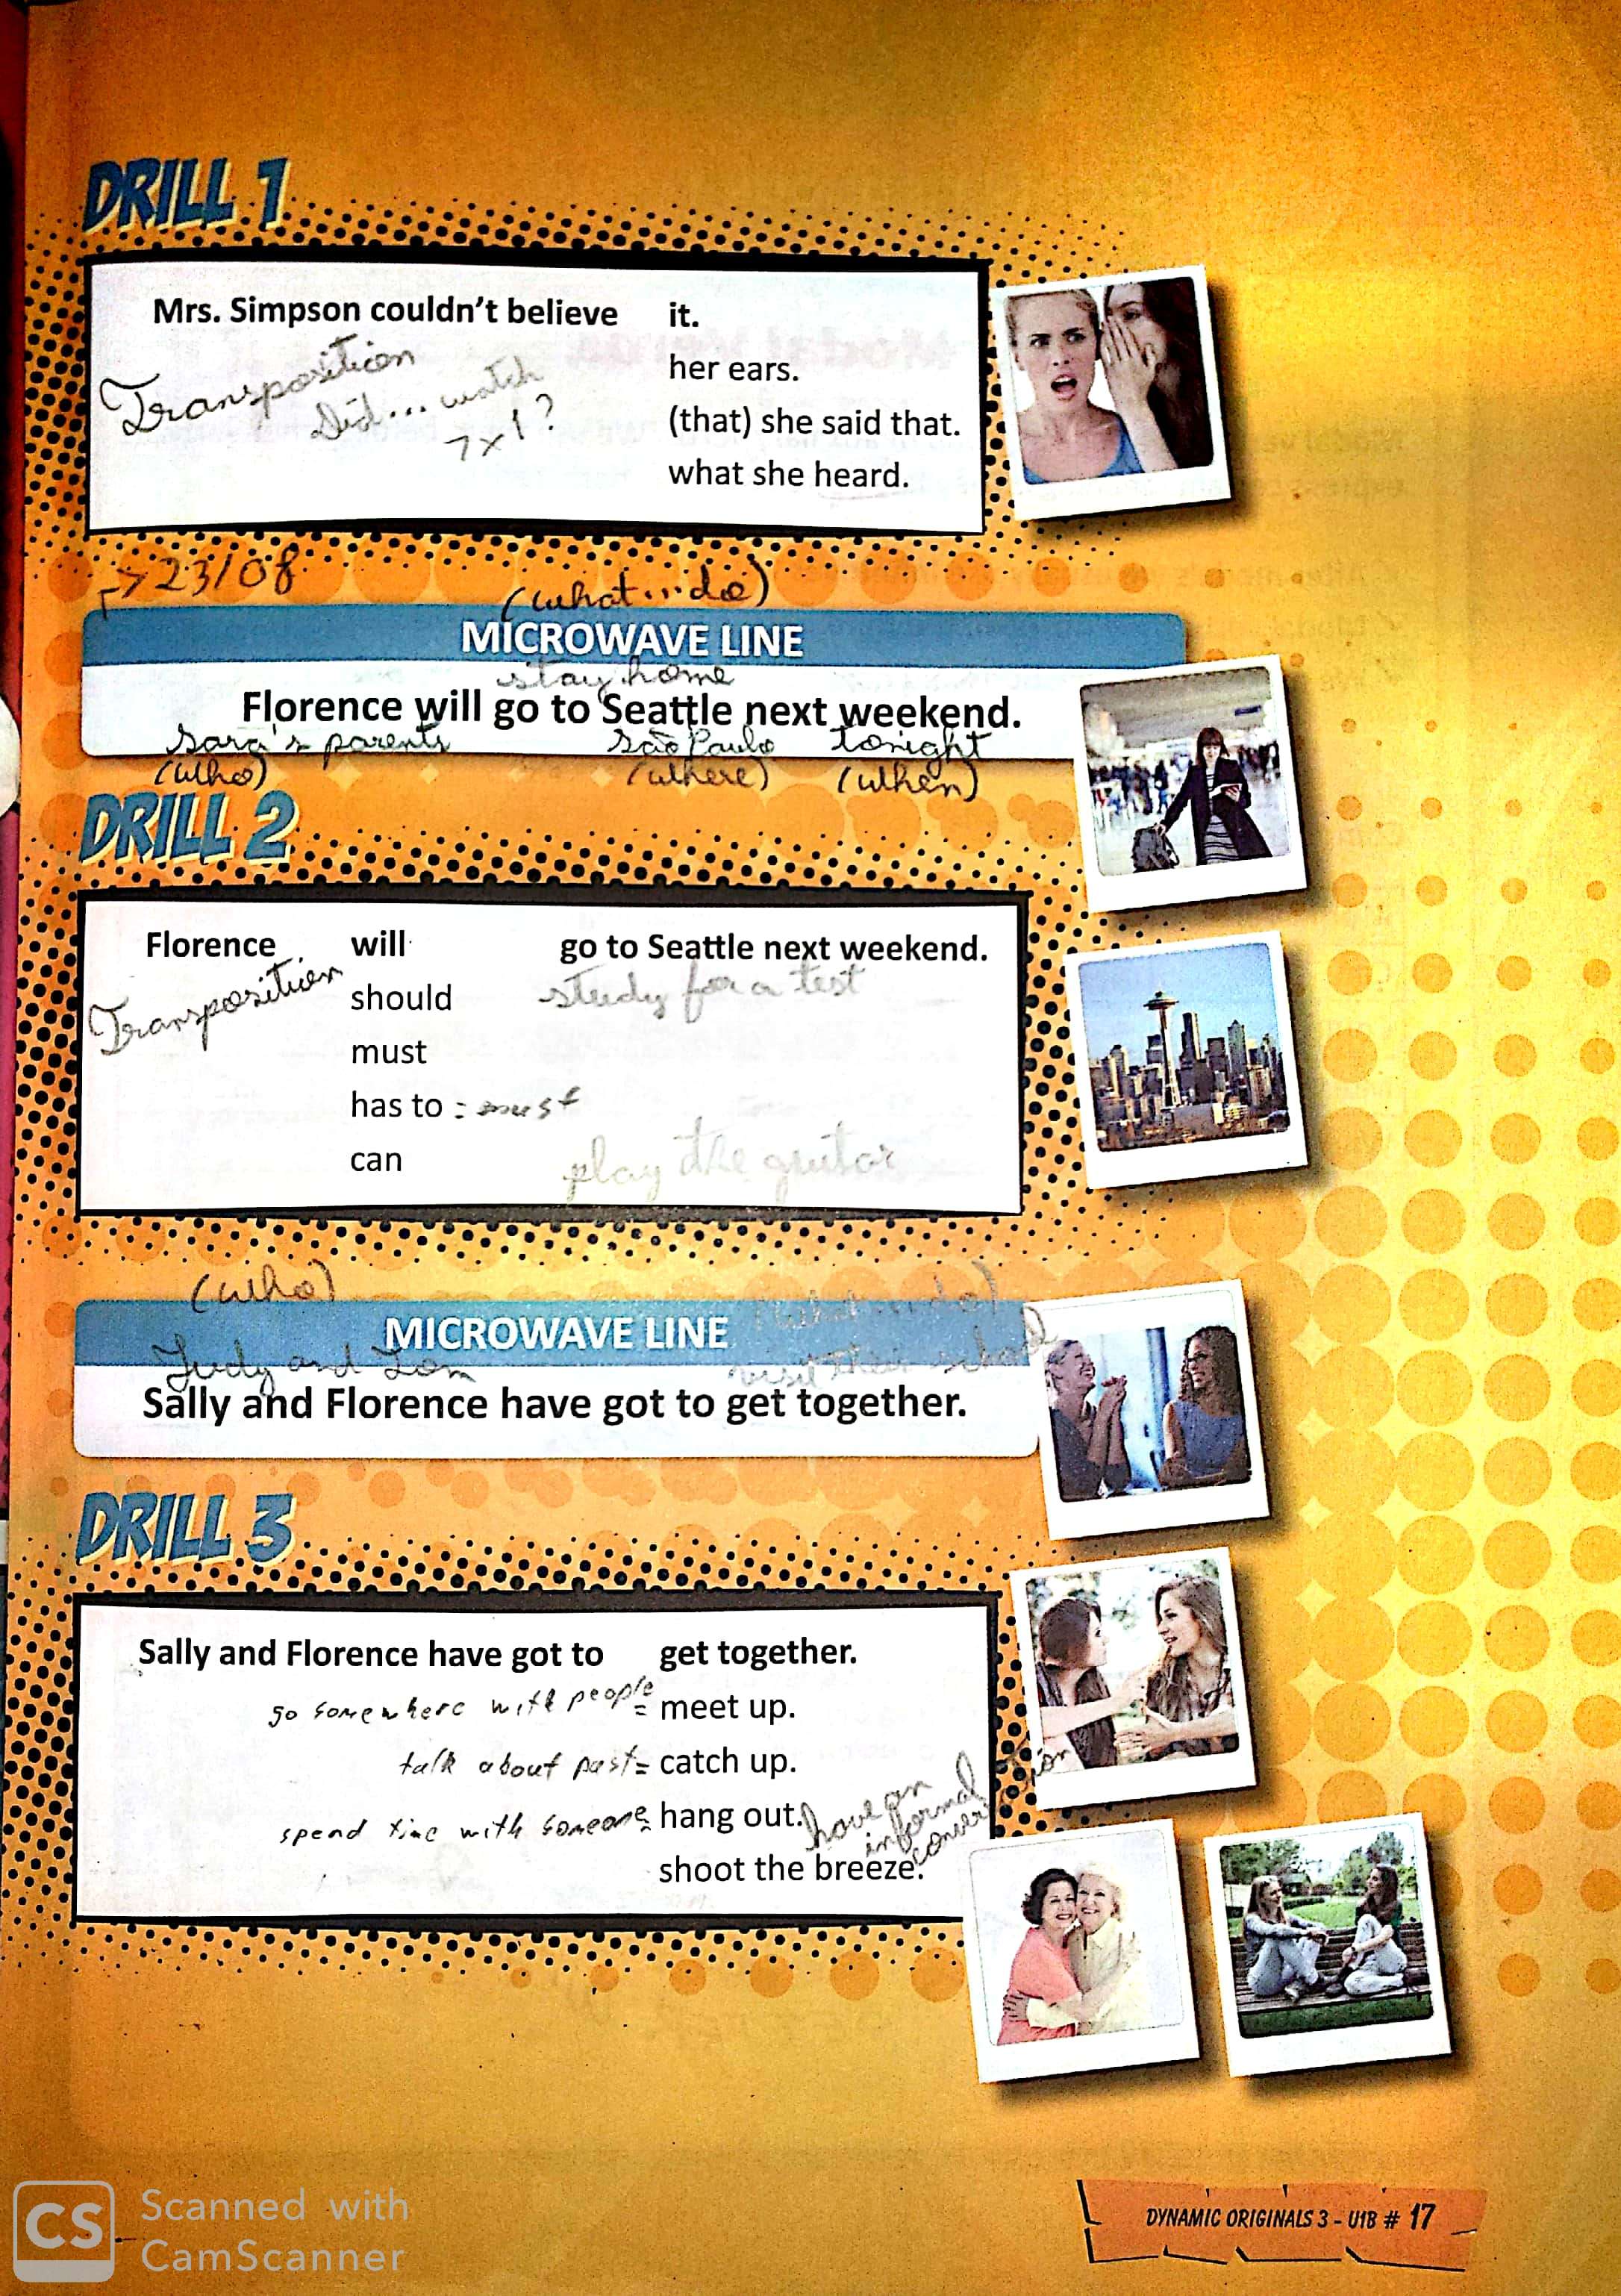 DRILL 1
Mrs. Simpson couldn't believe it.
Transposition her ears.
Did... watch (that) she said that.
7x1? what she heard.
→23/08
(what...do)
MICROWAVE LINE
stay home
Florence will go to Seattle next weekend.
Sara's parents São Paulo tonight
(who) (where) (when)
DRILL 2
Florence will go to Seattle next weekend.
Transposition should study for a test
must
has to = must
can play the guitar
(who)
MICROWAVE LINE
Judy and Tom visit their school
Sally and Florence have got to get together.
DRILL 3
Sally and Florence have got to get together.
go somewhere with people = meet up.
talk about past = catch up.
spend time with someone = hang out.
have an informal conversation
shoot the breeze.
DYNAMIC ORIGINALS 3 - U1B # 17
CS Scanned with
CamScanner